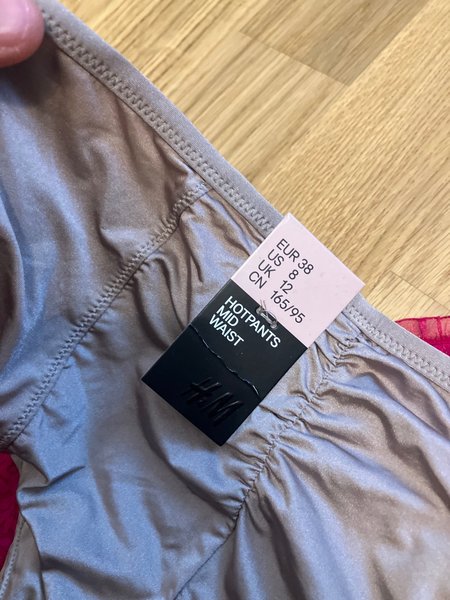 EUR 38
US 8
UK 12
CN 165/95
HOTPANTS
MID
WAIST
H&M